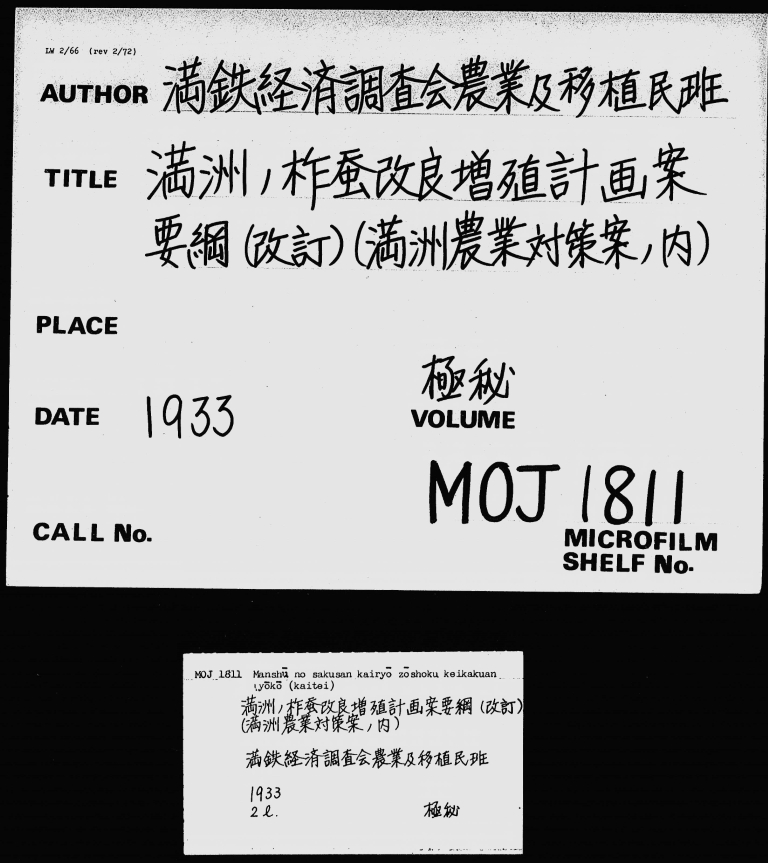 LW 2/66 (rev 2/72)
AUTHOR 満鉄経済調査会農業及移植民班
TITLE 満洲ノ柞蚕改良増殖計画案
要綱(改訂)(満洲農業対策案ノ内)
PLACE
極秘
DATE 1933
VOLUME
MOJ 1811
CALL No.
MICROFILM
SHELF No.
MOJ 1811 Manshū no sakusan kairyō zōshoku keikakuan
yōkō (kaitei)
満洲ノ柞蚕改良増殖計画案要綱(改訂)
(満洲農業対策案ノ内)
満鉄経済調査会農業及移植民班
1933
2 l. 極秘